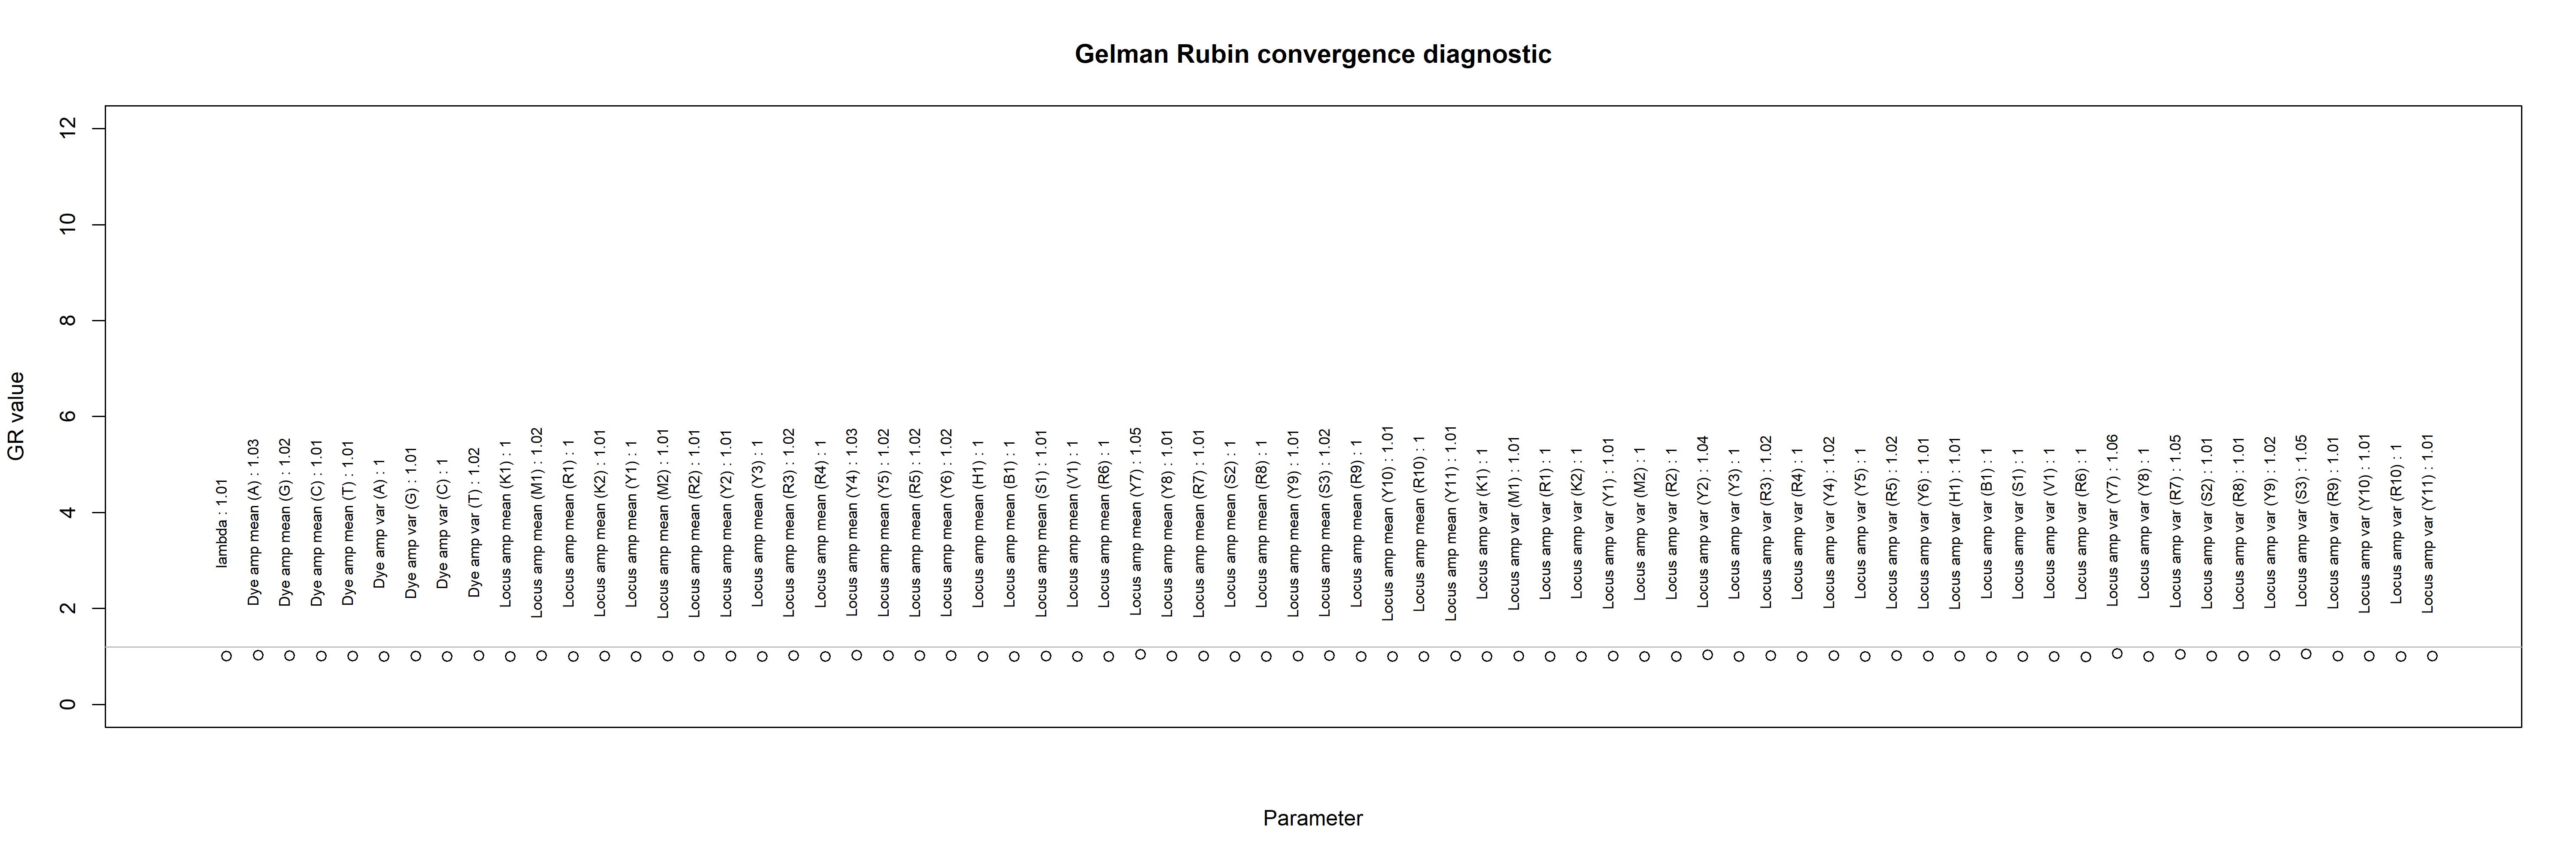 Gelman Rubin convergence diagnostic
GR value
12
10
8
6
4
2
0
lambda : 1.01
Dye amp mean (A) : 1.03
Dye amp mean (G) : 1.02
Dye amp mean (C) : 1.01
Dye amp mean (T) : 1.01
Dye amp var (A) : 1
Dye amp var (G) : 1.01
Dye amp var (C) : 1
Dye amp var (T) : 1.02
Locus amp mean (K1) : 1
Locus amp mean (M1) : 1.02
Locus amp mean (R1) : 1
Locus amp mean (K2) : 1.01
Locus amp mean (Y1) : 1
Locus amp mean (M2) : 1.01
Locus amp mean (R2) : 1.01
Locus amp mean (Y2) : 1.01
Locus amp mean (Y3) : 1
Locus amp mean (R3) : 1.02
Locus amp mean (R4) : 1
Locus amp mean (Y4) : 1.03
Locus amp mean (Y5) : 1.02
Locus amp mean (R5) : 1.02
Locus amp mean (Y6) : 1.02
Locus amp mean (H1) : 1
Locus amp mean (B1) : 1
Locus amp mean (S1) : 1.01
Locus amp mean (V1) : 1
Locus amp mean (R6) : 1
Locus amp mean (Y7) : 1.05
Locus amp mean (Y8) : 1.01
Locus amp mean (R7) : 1.01
Locus amp mean (S2) : 1
Locus amp mean (R8) : 1
Locus amp mean (Y9) : 1.01
Locus amp mean (S3) : 1.02
Locus amp mean (R9) : 1
Locus amp mean (Y10) : 1.01
Locus amp mean (R10) : 1
Locus amp mean (Y11) : 1.01
Locus amp var (K1) : 1
Locus amp var (M1) : 1.01
Locus amp var (R1) : 1
Locus amp var (K2) : 1
Locus amp var (Y1) : 1.01
Locus amp var (M2) : 1
Locus amp var (R2) : 1
Locus amp var (Y2) : 1.04
Locus amp var (Y3) : 1
Locus amp var (R3) : 1.02
Locus amp var (R4) : 1
Locus amp var (Y4) : 1.02
Locus amp var (Y5) : 1
Locus amp var (R5) : 1.02
Locus amp var (Y6) : 1.01
Locus amp var (H1) : 1.01
Locus amp var (B1) : 1
Locus amp var (S1) : 1
Locus amp var (V1) : 1
Locus amp var (R6) : 1
Locus amp var (Y7) : 1.06
Locus amp var (Y8) : 1
Locus amp var (R7) : 1.05
Locus amp var (S2) : 1.01
Locus amp var (R8) : 1.01
Locus amp var (Y9) : 1.02
Locus amp var (S3) : 1.05
Locus amp var (R9) : 1.01
Locus amp var (Y10) : 1.01
Locus amp var (R10) : 1
Locus amp var (Y11) : 1.01
Parameter